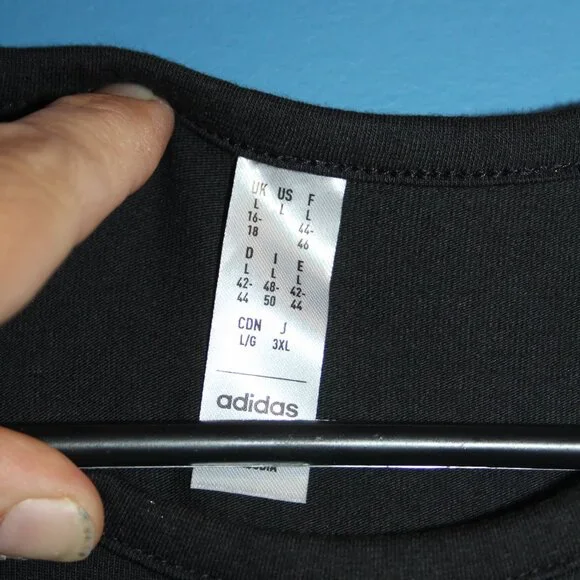 UK US F
L L L
16- 44-
18 46
D I E
L L L
42- 48- 42-
44 50 44
CDN J
L/G 3XL
adidas